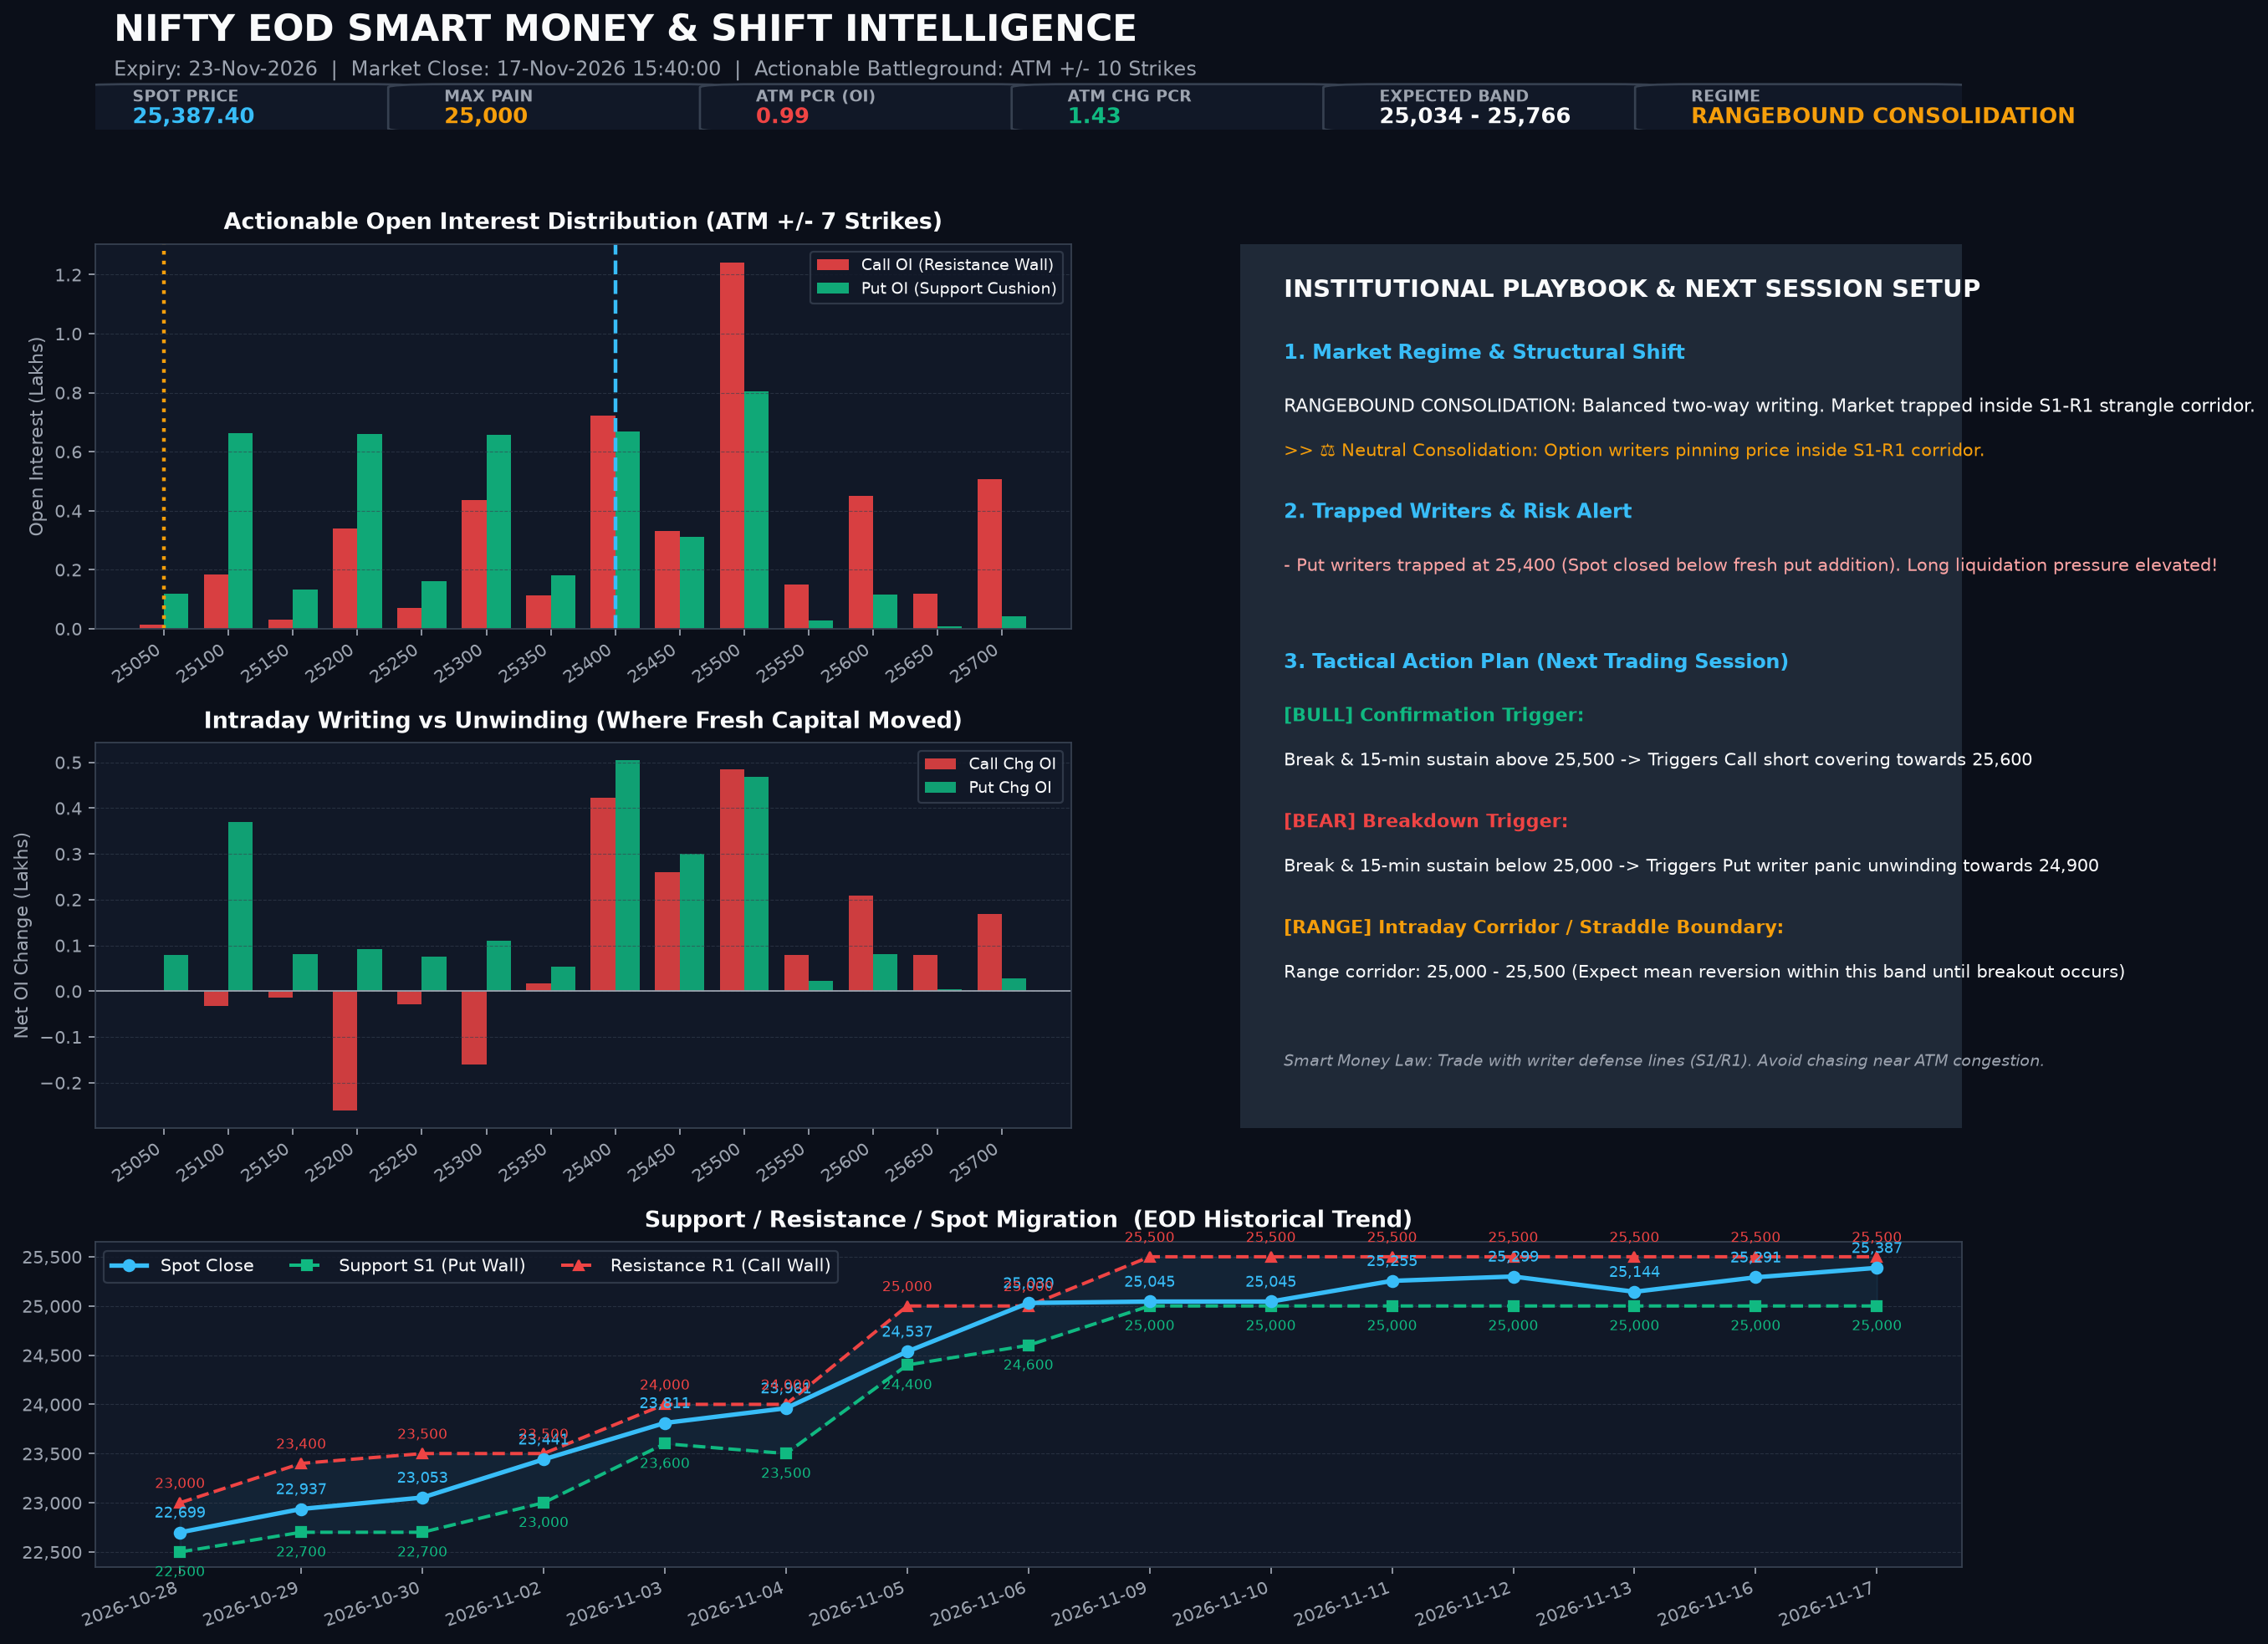 NIFTY EOD SMART MONEY & SHIFT INTELLIGENCE
Expiry: 23-Nov-2026 | Market Close: 17-Nov-2026 15:40:00 | Actionable Battleground: ATM +/- 10 Strikes
SPOT PRICE
25,387.40
MAX PAIN
25,000
ATM PCR (OI)
0.99
ATM CHG PCR
1.43
EXPECTED BAND
25,034 - 25,766
REGIME
RANGEBOUND CONSOLIDATION
Actionable Open Interest Distribution (ATM +/- 7 Strikes)
Call OI (Resistance Wall)
Put OI (Support Cushion)
Open Interest (Lakhs)
1.2
1.0
0.8
0.6
0.4
0.2
0.0
25050 25100 25150 25200 25250 25300 25350 25400 25450 25500 25550 25600 25650 25700
Intraday Writing vs Unwinding (Where Fresh Capital Moved)
Call Chg OI
Put Chg OI
Net OI Change (Lakhs)
0.5
0.4
0.3
0.2
0.1
0.0
−0.1
−0.2
25050 25100 25150 25200 25250 25300 25350 25400 25450 25500 25550 25600 25650 25700
INSTITUTIONAL PLAYBOOK & NEXT SESSION SETUP
1. Market Regime & Structural Shift
RANGEBOUND CONSOLIDATION: Balanced two-way writing. Market trapped inside S1-R1 strangle corridor.
>> ⚖ Neutral Consolidation: Option writers pinning price inside S1-R1 corridor.
2. Trapped Writers & Risk Alert
- Put writers trapped at 25,400 (Spot closed below fresh put addition). Long liquidation pressure elevated!
3. Tactical Action Plan (Next Trading Session)
[BULL] Confirmation Trigger:
Break & 15-min sustain above 25,500 -> Triggers Call short covering towards 25,600
[BEAR] Breakdown Trigger:
Break & 15-min sustain below 25,000 -> Triggers Put writer panic unwinding towards 24,900
[RANGE] Intraday Corridor / Straddle Boundary:
Range corridor: 25,000 - 25,500 (Expect mean reversion within this band until breakout occurs)
Smart Money Law: Trade with writer defense lines (S1/R1). Avoid chasing near ATM congestion.
Support / Resistance / Spot Migration (EOD Historical Trend)
Spot Close
Support S1 (Put Wall)
Resistance R1 (Call Wall)
25,500
25,000
24,500
24,000
23,500
23,000
22,500
23,000 23,400 23,500 23,500 24,000 24,000 25,000 25,000 25,500 25,500 25,500 25,500 25,500 25,500 25,500
22,699 22,937 23,053 23,441 23,811 23,961 24,537 25,030 25,045 25,045 25,255 25,299 25,144 25,291 25,387
22,500 22,700 22,700 23,000 23,600 23,500 24,400 24,600 25,000 25,000 25,000 25,000 25,000 25,000 25,000
2026-10-28 2026-10-29 2026-10-30 2026-11-02 2026-11-03 2026-11-04 2026-11-05 2026-11-06 2026-11-09 2026-11-10 2026-11-11 2026-11-12 2026-11-13 2026-11-16 2026-11-17